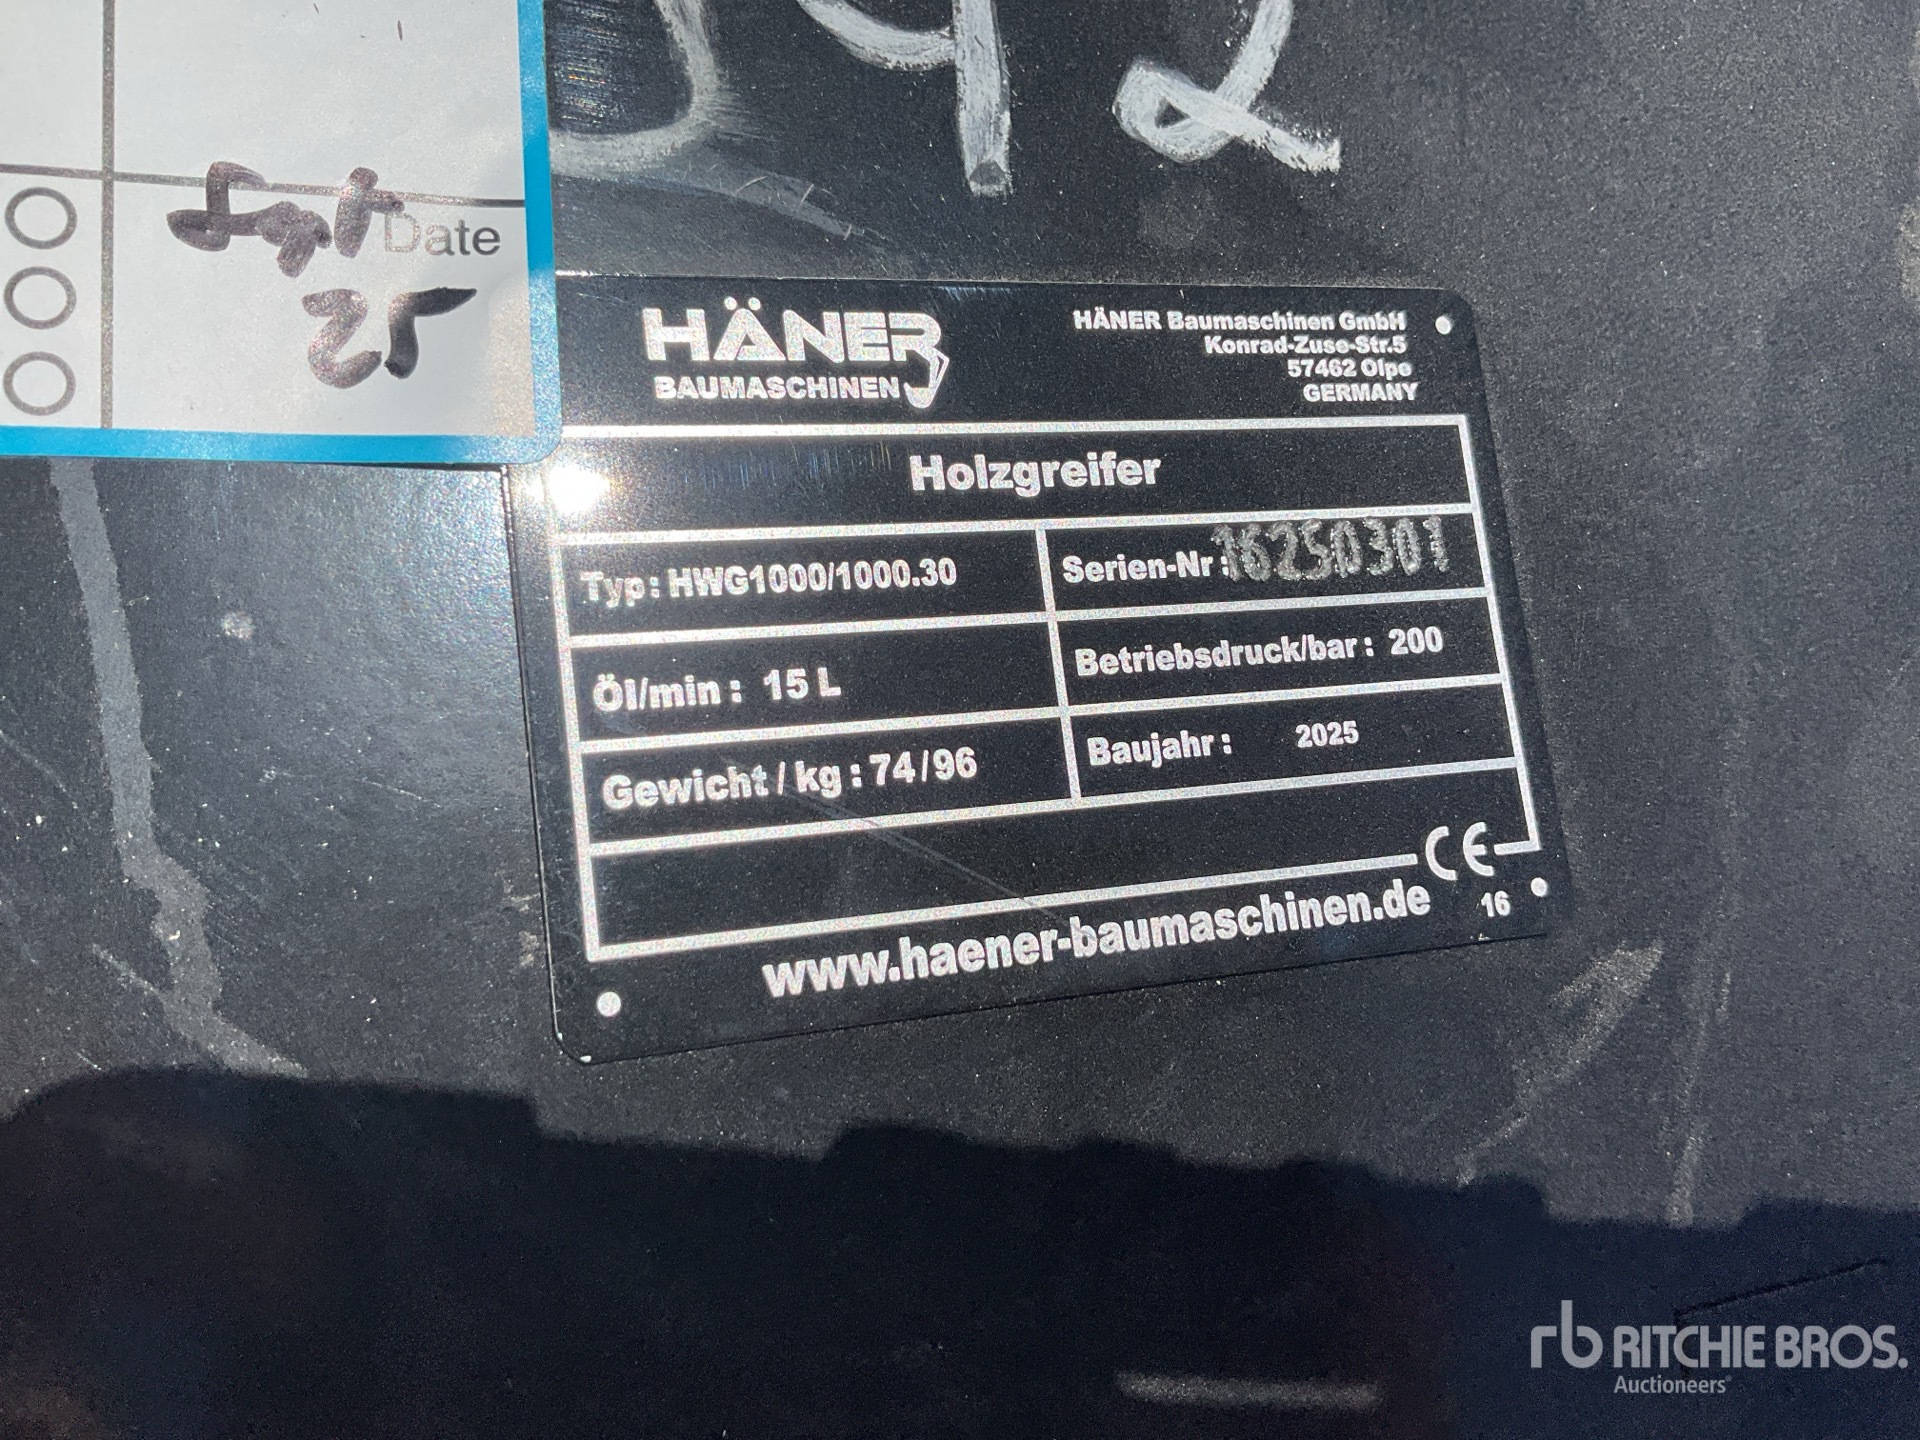 Sept Date
25
HÄNER
BAUMASCHINEN
HÄNER Baumaschinen GmbH
Konrad-Zuse-Str.5
57462 Olpe
GERMANY
Holzgreifer
Typ: HWG1000/1000.30
Serien-Nr : 16250301
Öl/min : 15 L
Betriebsdruck/bar : 200
Gewicht / kg : 74/96
Baujahr : 2025
CE
www.haener-baumaschinen.de
16
rb RITCHIE BROS.
Auctioneers